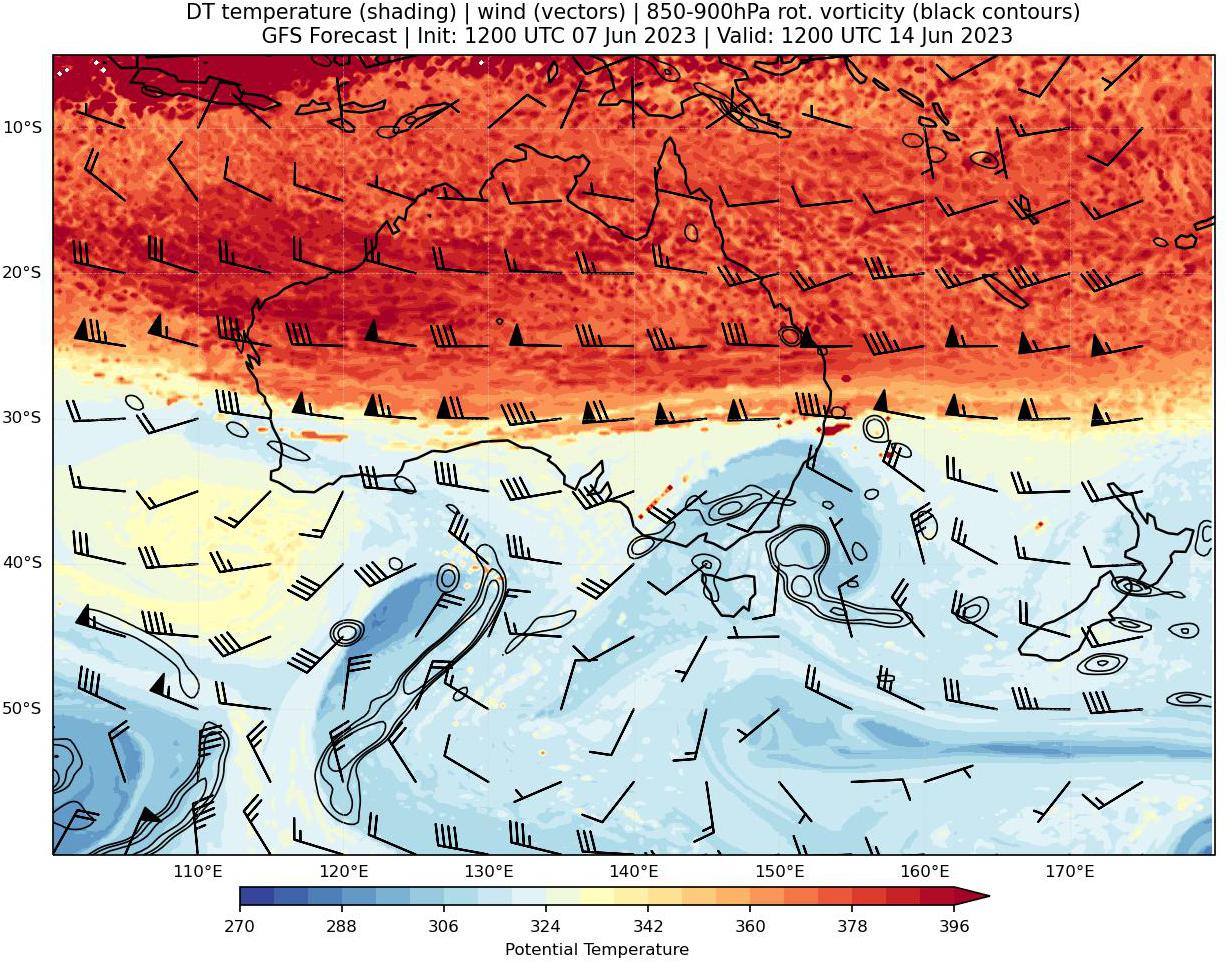 DT temperature (shading) | wind (vectors) | 850-900hPa rot. vorticity (black contours)
GFS Forecast | Init: 1200 UTC 07 Jun 2023 | Valid: 1200 UTC 14 Jun 2023
10°S
20°S
30°S
40°S
50°S
110°E 120°E 130°E 140°E 150°E 160°E 170°E
270 288 306 324 342 360 378 396
Potential Temperature